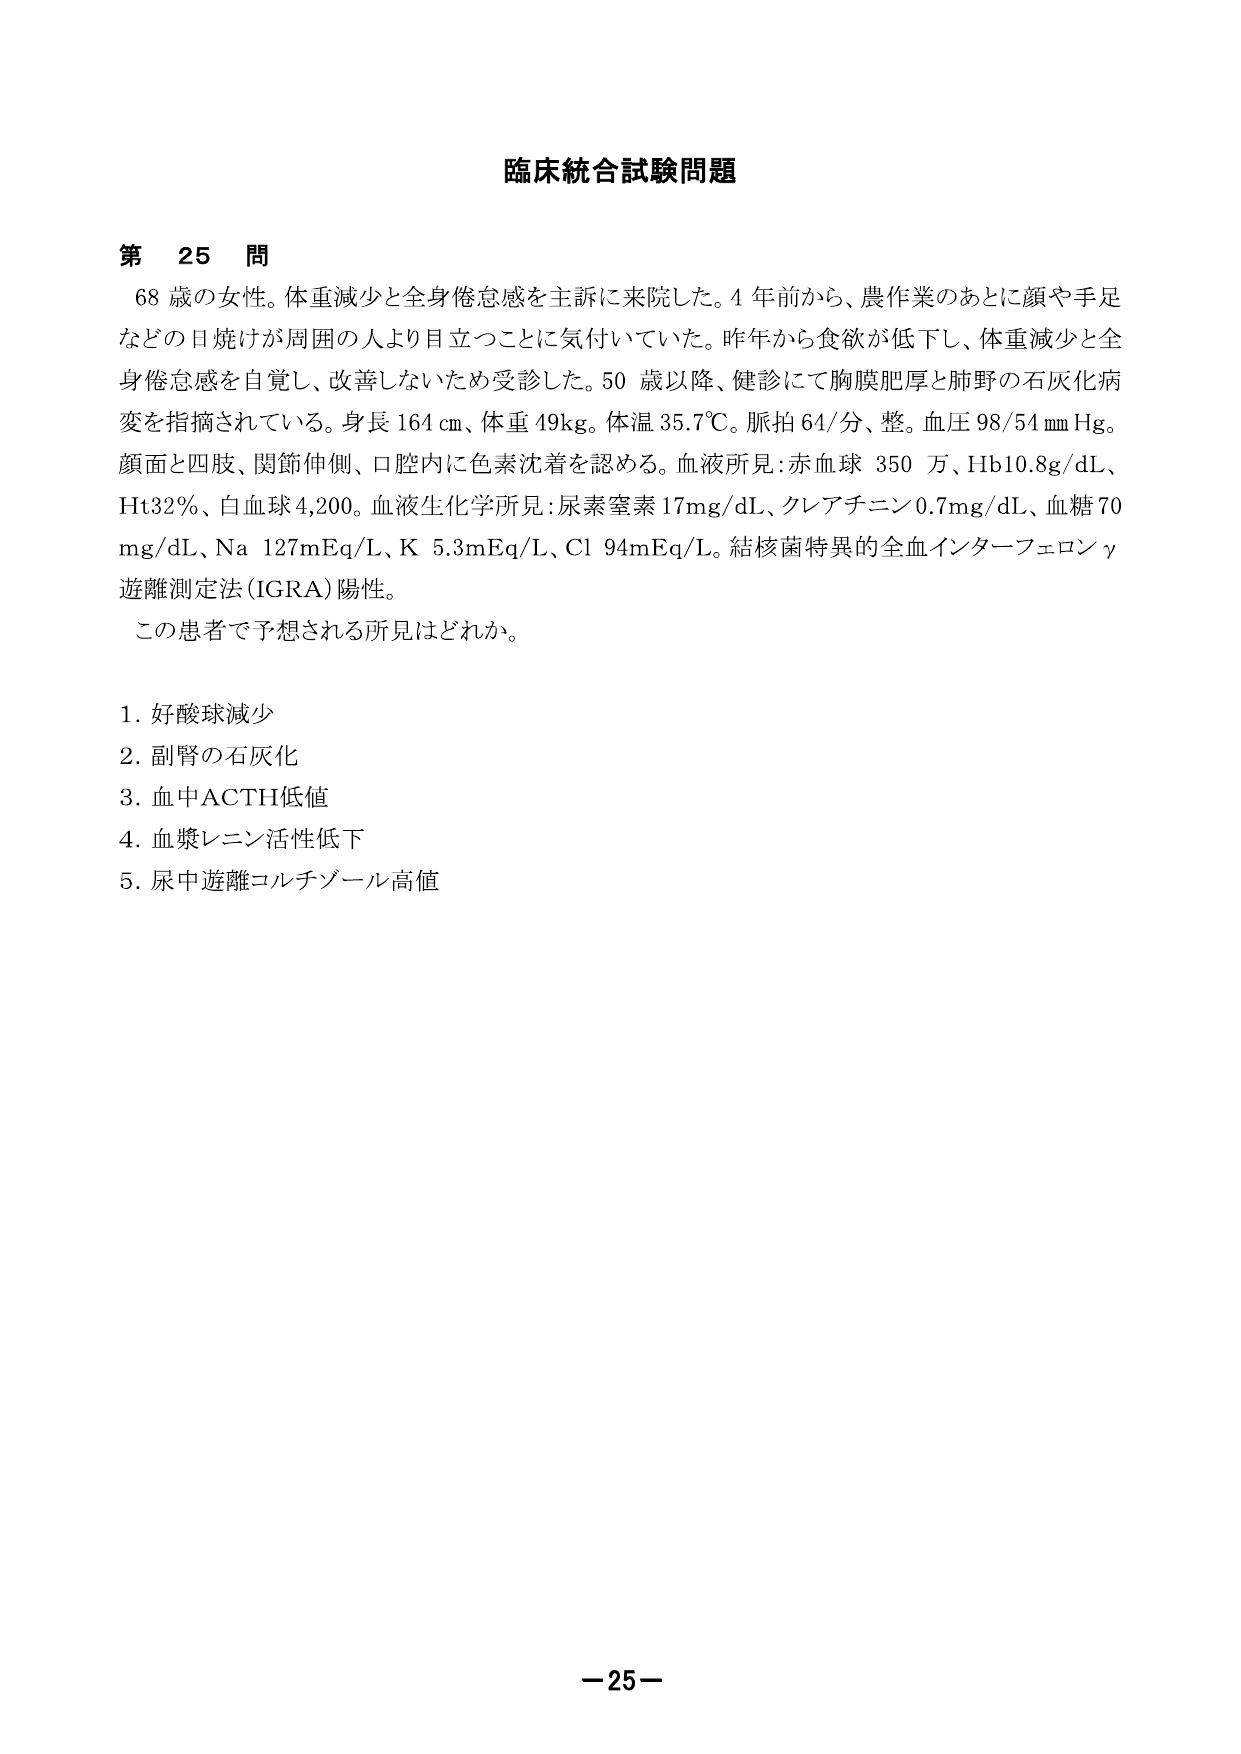 臨床統合試験問題
第 25 問
68 歳の女性。体重減少と全身倦怠感を主訴に来院した。4 年前から、農作業のあとに顔や手足
などの日焼けが周囲の人より目立つことに気付いていた。昨年から食欲が低下し、体重減少と全
身倦怠感を自覚し、改善しないため受診した。50 歳以降、健診にて胸膜肥厚と肺野の石灰化病
変を指摘されている。身長 164 ㎝、体重 49kg。体温 35.7℃。脈拍 64/分、整。血圧 98/54 ㎜ Hg。
顔面と四肢、関節伸側、口腔内に色素沈着を認める。血液所見：赤血球 350 万、Hb10.8g/dL、
Ht32％、白血球 4,200。血液生化学所見：尿素窒素 17mg/dL、クレアチニン 0.7mg/dL、血糖 70
mg/dL、Na 127mEq/L、K 5.3mEq/L、Cl 94mEq/L。結核菌特異的全血インターフェロン γ
遊離測定法（IGRA）陽性。
この患者で予想される所見はどれか。
1. 好酸球減少
2. 副腎の石灰化
3. 血中ACTH低値
4. 血漿レニン活性低下
5. 尿中遊離コルチゾール高値
－25－